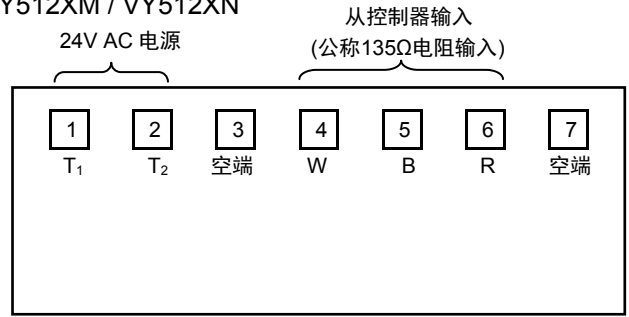 Y512XM / VY512XN
从控制器输入
24V AC 电源
(公称135Ω电阻输入)
1 2 3 4 5 6 7
T₁ T₂ 空端 W B R 空端